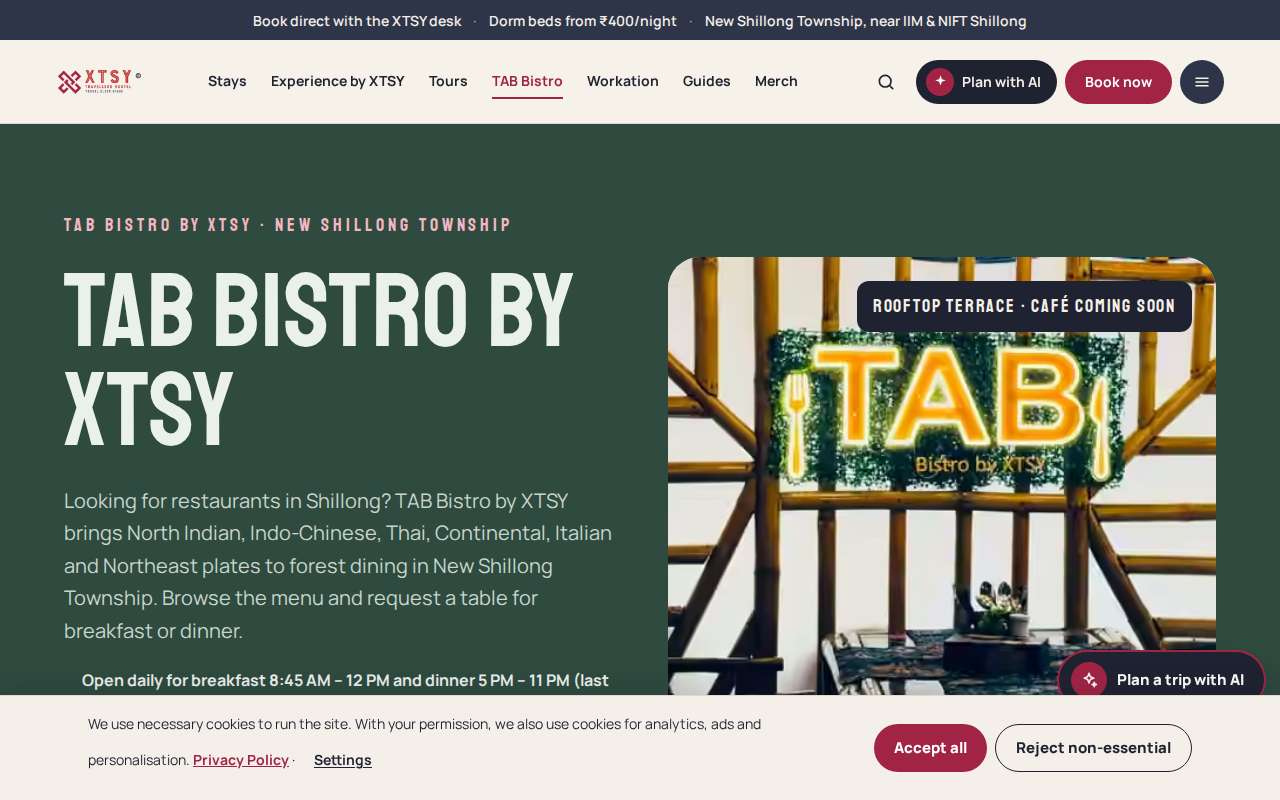 Book direct with the XTSY desk · Dorm beds from ₹400/night · New Shillong Township, near IIM & NIFT Shillong
XTSY
Stays Experience by XTSY Tours TAB Bistro Workation Guides Merch Plan with AI Book now
TAB BISTRO BY XTSY · NEW SHILLONG TOWNSHIP
TAB BISTRO BY
XTSY
Looking for restaurants in Shillong? TAB Bistro by XTSY
brings North Indian, Indo-Chinese, Thai, Continental, Italian
and Northeast plates to forest dining in New Shillong
Township. Browse the menu and request a table for
breakfast or dinner.
Open daily for breakfast 8:45 AM – 12 PM and dinner 5 PM – 11 PM (last
ROOFTOP TERRACE · CAFÉ COMING SOON
TAB
Bistro by XTSY
Plan a trip with AI
We use necessary cookies to run the site. With your permission, we also use cookies for analytics, ads and
personalisation. Privacy Policy · Settings
Accept all Reject non-essential